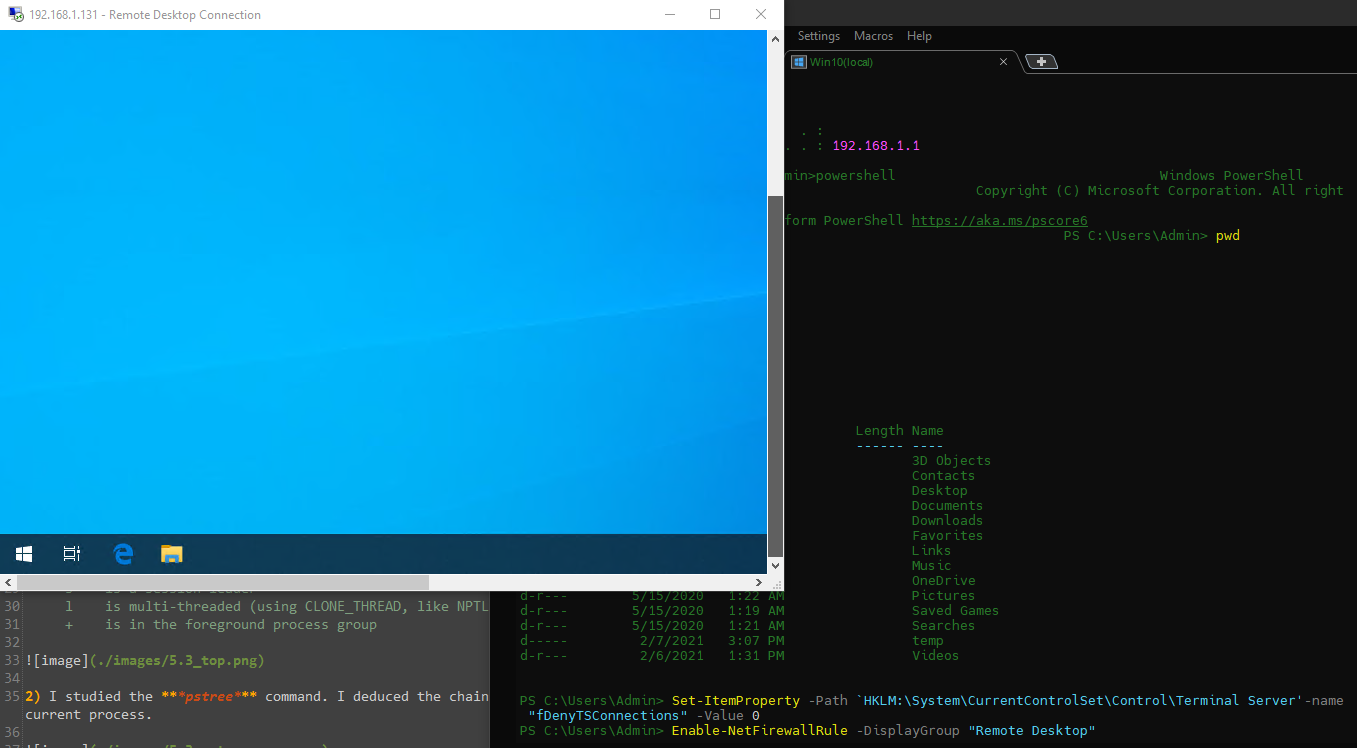 192.168.1.131 - Remote Desktop Connection
Settings Macros Help
Win10(local)
. :
. . : 192.168.1.1
min>powershell Windows PowerShell
Copyright (C) Microsoft Corporation. All right
form PowerShell https://aka.ms/pscore6
PS C:\Users\Admin> pwd
Length Name
------ ----
3D Objects
Contacts
Desktop
Documents
Downloads
Favorites
Links
Music
OneDrive
d-r--- 5/15/2020 1:22 AM Pictures
d-r--- 5/15/2020 1:19 AM Saved Games
d-r--- 5/15/2020 1:21 AM Searches
d----- 2/7/2021 3:07 PM temp
d-r--- 2/6/2021 1:31 PM Videos
PS C:\Users\Admin> Set-ItemProperty -Path `HKLM:\System\CurrentControlSet\Control\Terminal Server'-name
"fDenyTSConnections" -Value 0
PS C:\Users\Admin> Enable-NetFirewallRule -DisplayGroup "Remote Desktop"
30 l is multi-threaded (using CLONE_THREAD, like NPTL
31 + is in the foreground process group
32
33 ![image](./images/5.3_top.png)
34
35 2) I studied the ***pstree*** command. I deduced the chain
current process.
36